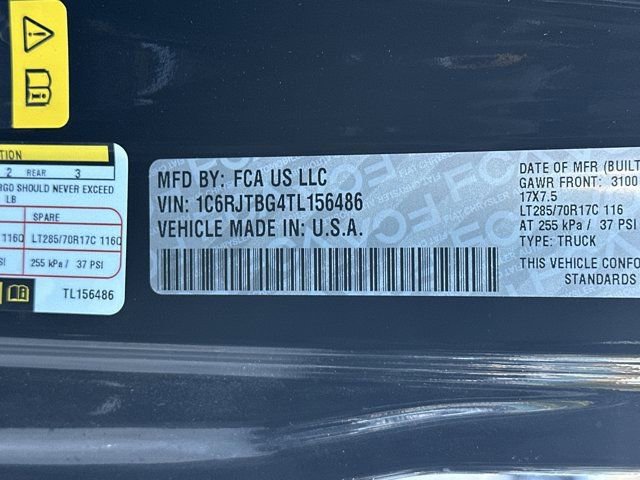 TION
2 REAR 3
RGO SHOULD NEVER EXCEED
LB
SPARE
116Q LT285/70R17C 116Q
SI 255 kPa / 37 PSI
TL156486
MFD BY: FCA US LLC
VIN: 1C6RJTBG4TL156486
VEHICLE MADE IN: U.S.A.
DATE OF MFR (BUILT
GAWR FRONT: 3100
17X7.5
LT285/70R17C 116
AT 255 kPa / 37 PSI
TYPE: TRUCK
THIS VEHICLE CONFO
STANDARDS